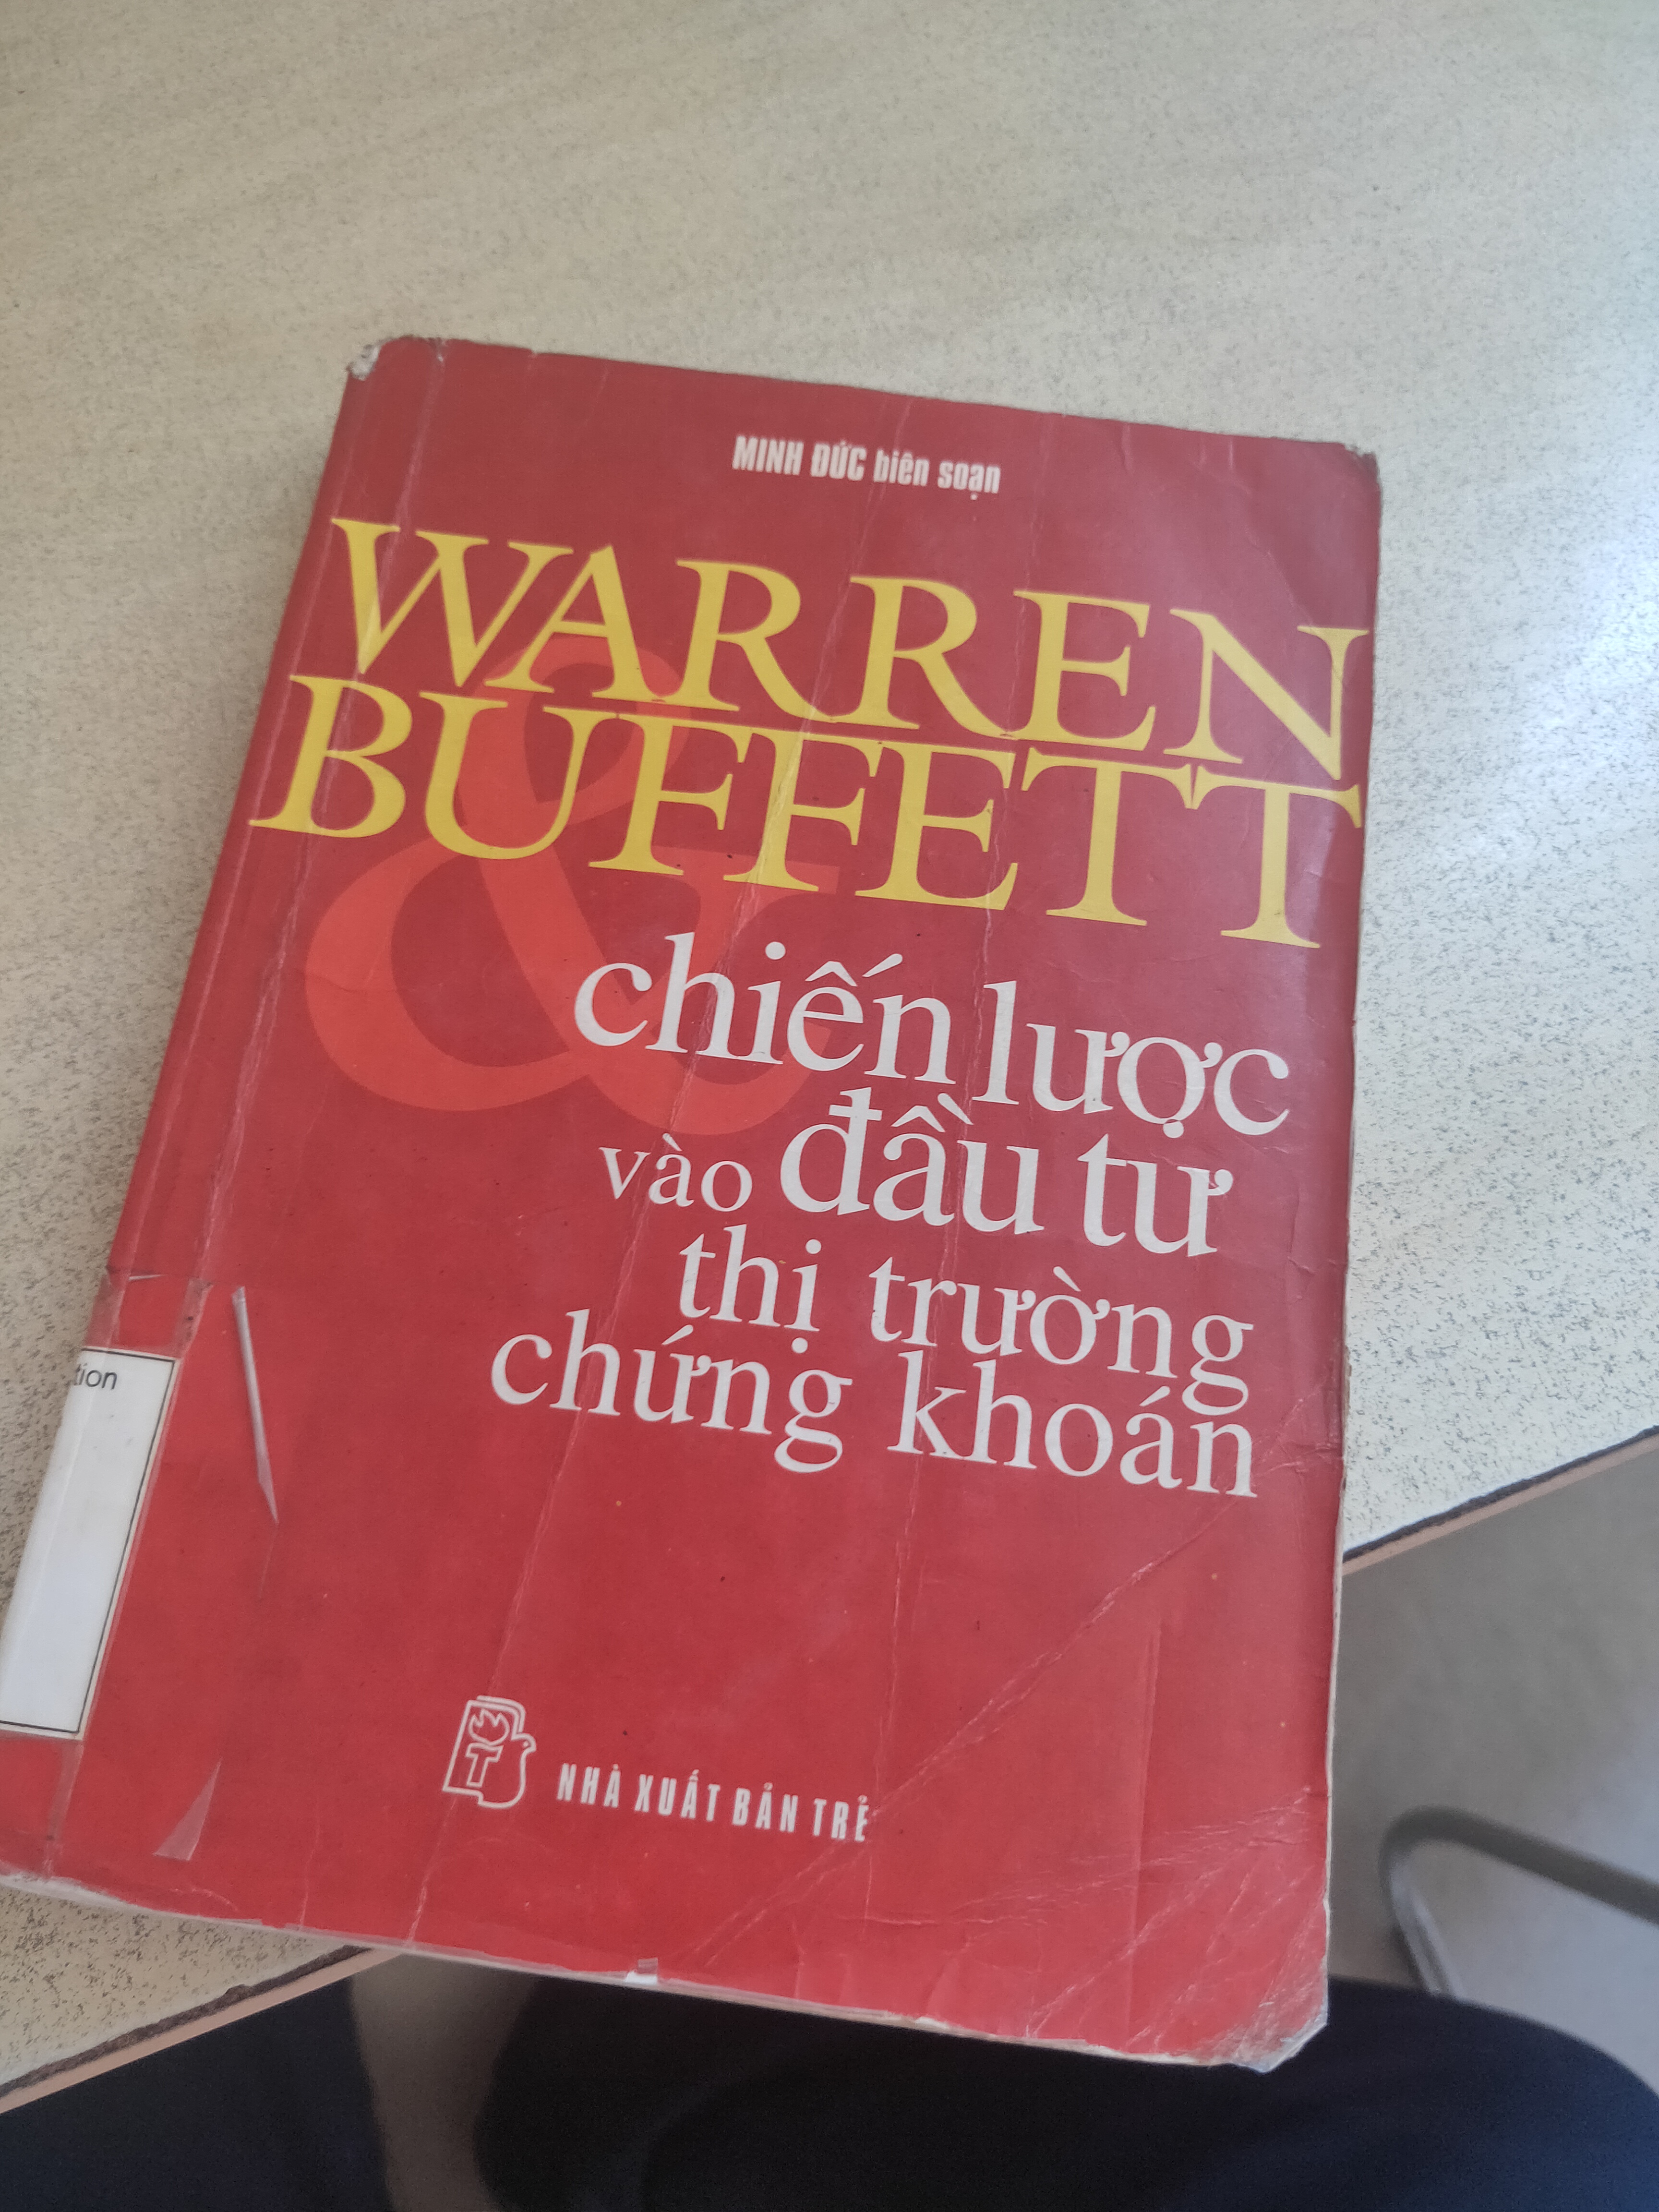 MINH ĐỨC biên soạn
WARREN
BUFFETT
&
chiến lược
vào đầu tư
thị trường
chứng khoán
tion
T
NHÀ XUẤT BẢN TRẺ